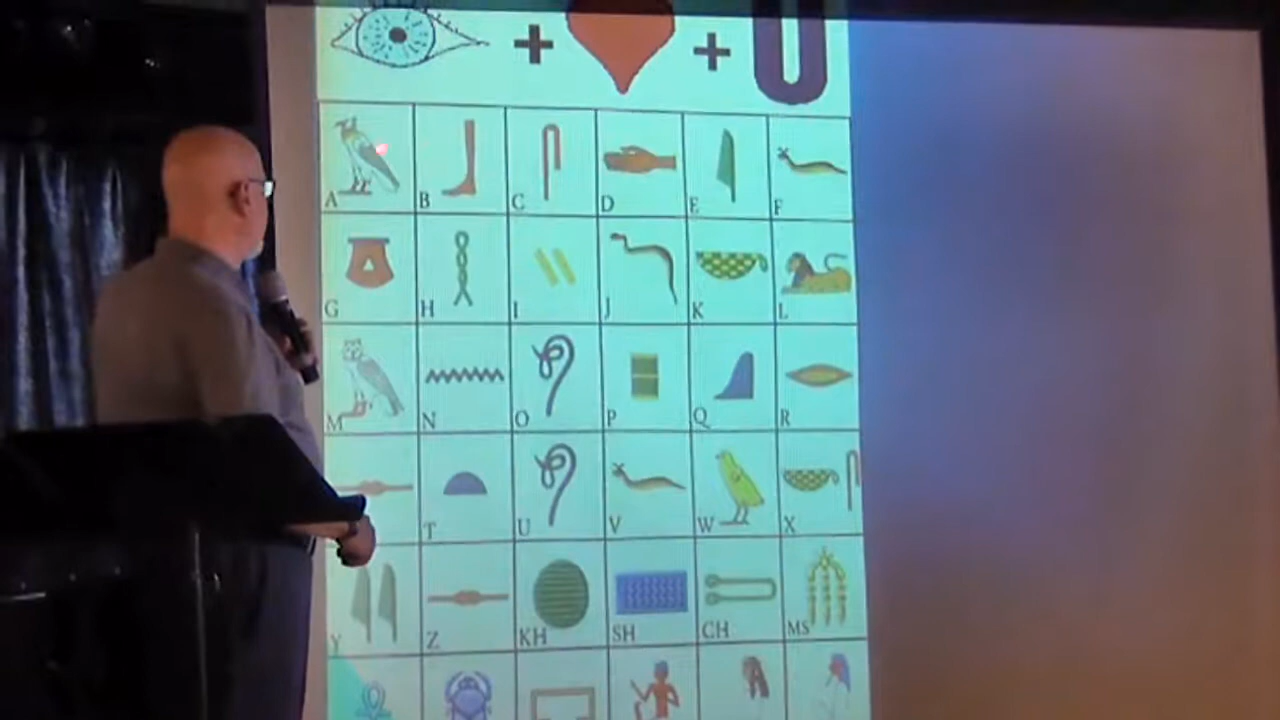 + +
A B C D E F
G H I J K L
M N O P Q R
T U V W X
Y Z KH SH CH MS